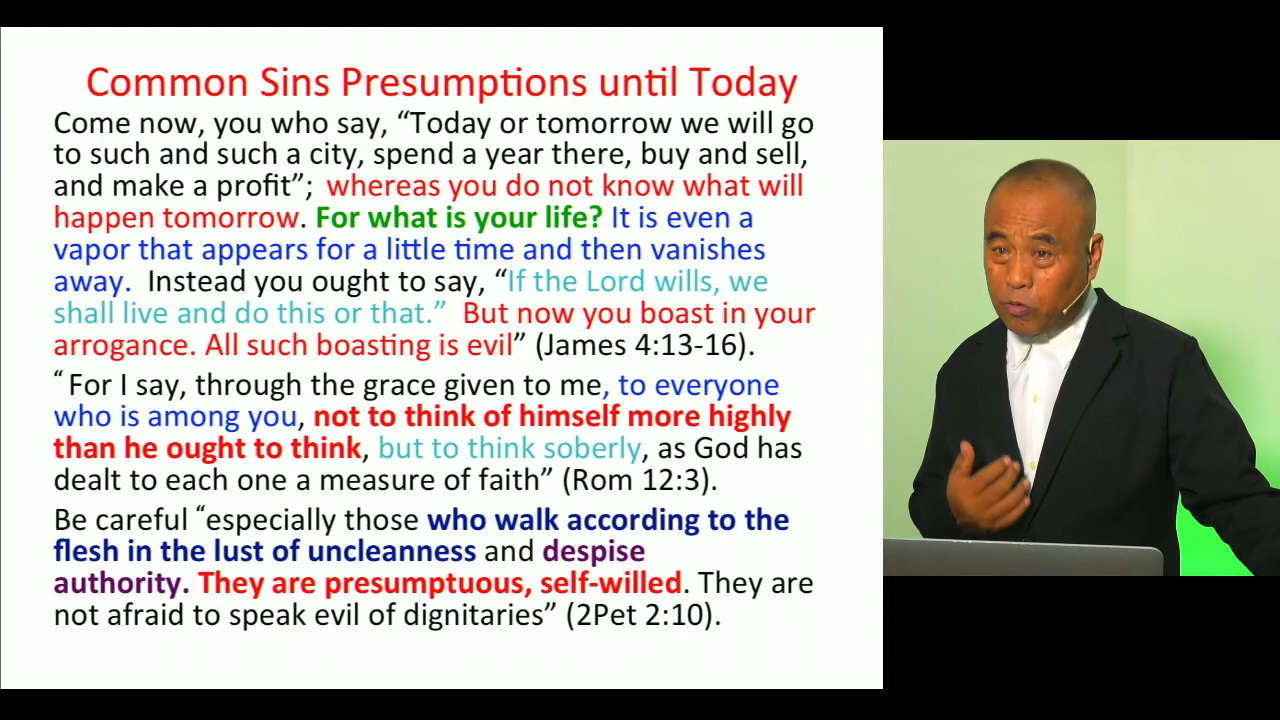 Common Sins Presumptions until Today
Come now, you who say, “Today or tomorrow we will go
to such and such a city, spend a year there, buy and sell,
and make a profit”; whereas you do not know what will
happen tomorrow. For what is your life? It is even a
vapor that appears for a little time and then vanishes
away. Instead you ought to say, “If the Lord wills, we
shall live and do this or that.” But now you boast in your
arrogance. All such boasting is evil” (James 4:13-16).
“ For I say, through the grace given to me, to everyone
who is among you, not to think of himself more highly
than he ought to think, but to think soberly, as God has
dealt to each one a measure of faith” (Rom 12:3).
Be careful “especially those who walk according to the
flesh in the lust of uncleanness and despise
authority. They are presumptuous, self-willed. They are
not afraid to speak evil of dignitaries” (2Pet 2:10).